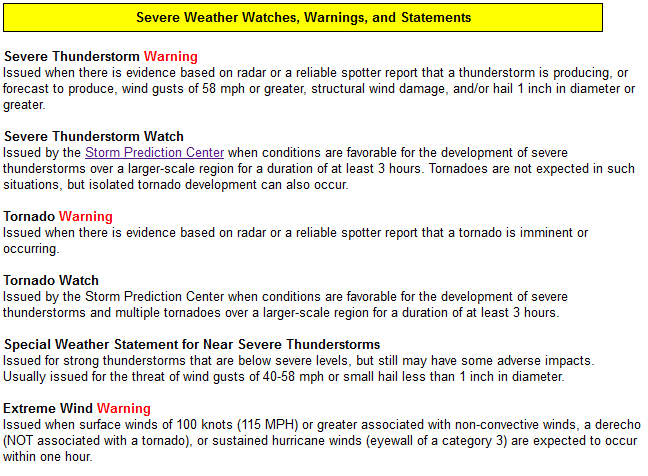 Severe Weather Watches, Warnings, and Statements
Severe Thunderstorm Warning
Issued when there is evidence based on radar or a reliable spotter report that a thunderstorm is producing, or
forecast to produce, wind gusts of 58 mph or greater, structural wind damage, and/or hail 1 inch in diameter or
greater.
Severe Thunderstorm Watch
Issued by the Storm Prediction Center when conditions are favorable for the development of severe
thunderstorms over a larger-scale region for a duration of at least 3 hours. Tornadoes are not expected in such
situations, but isolated tornado development can also occur.
Tornado Warning
Issued when there is evidence based on radar or a reliable spotter report that a tornado is imminent or
occurring.
Tornado Watch
Issued by the Storm Prediction Center when conditions are favorable for the development of severe
thunderstorms and multiple tornadoes over a larger-scale region for a duration of at least 3 hours.
Special Weather Statement for Near Severe Thunderstorms
Issued for strong thunderstorms that are below severe levels, but still may have some adverse impacts.
Usually issued for the threat of wind gusts of 40-58 mph or small hail less than 1 inch in diameter.
Extreme Wind Warning
Issued when surface winds of 100 knots (115 MPH) or greater associated with non-convective winds, a derecho
(NOT associated with a tornado), or sustained hurricane winds (eyewall of a category 3) are expected to occur
within one hour.